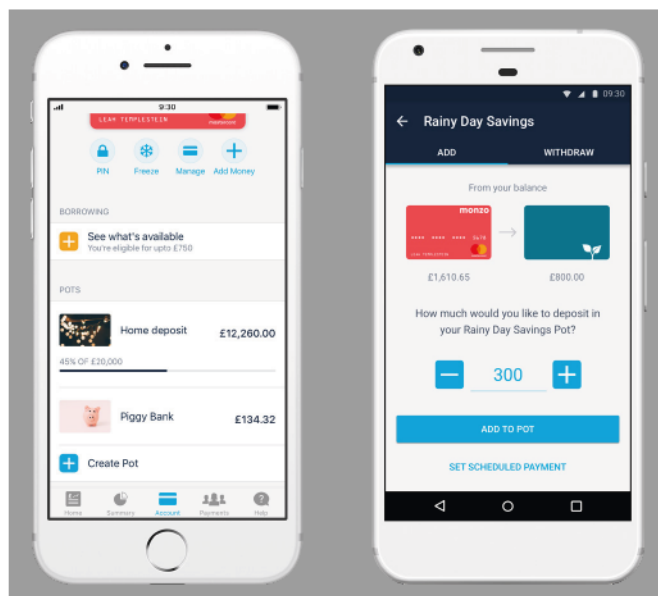 9:30
LEAH TEMPLESTEIN
PIN
Freeze
Manage
Add Money
BORROWING
See what's available
You're eligible for upto £750
POTS
Home deposit
£12,260.00
45% OF £20,000
Piggy Bank
£134.32
Create Pot
Home
Summary
Account
Payments
Help
09:30
Rainy Day Savings
ADD
WITHDRAW
From your balance
monzo
5678
LEAH TEMPLESTEIN
£1,610.65
£800.00
How much would you like to deposit in
your Rainy Day Savings Pot?
300
ADD TO POT
SET SCHEDULED PAYMENT